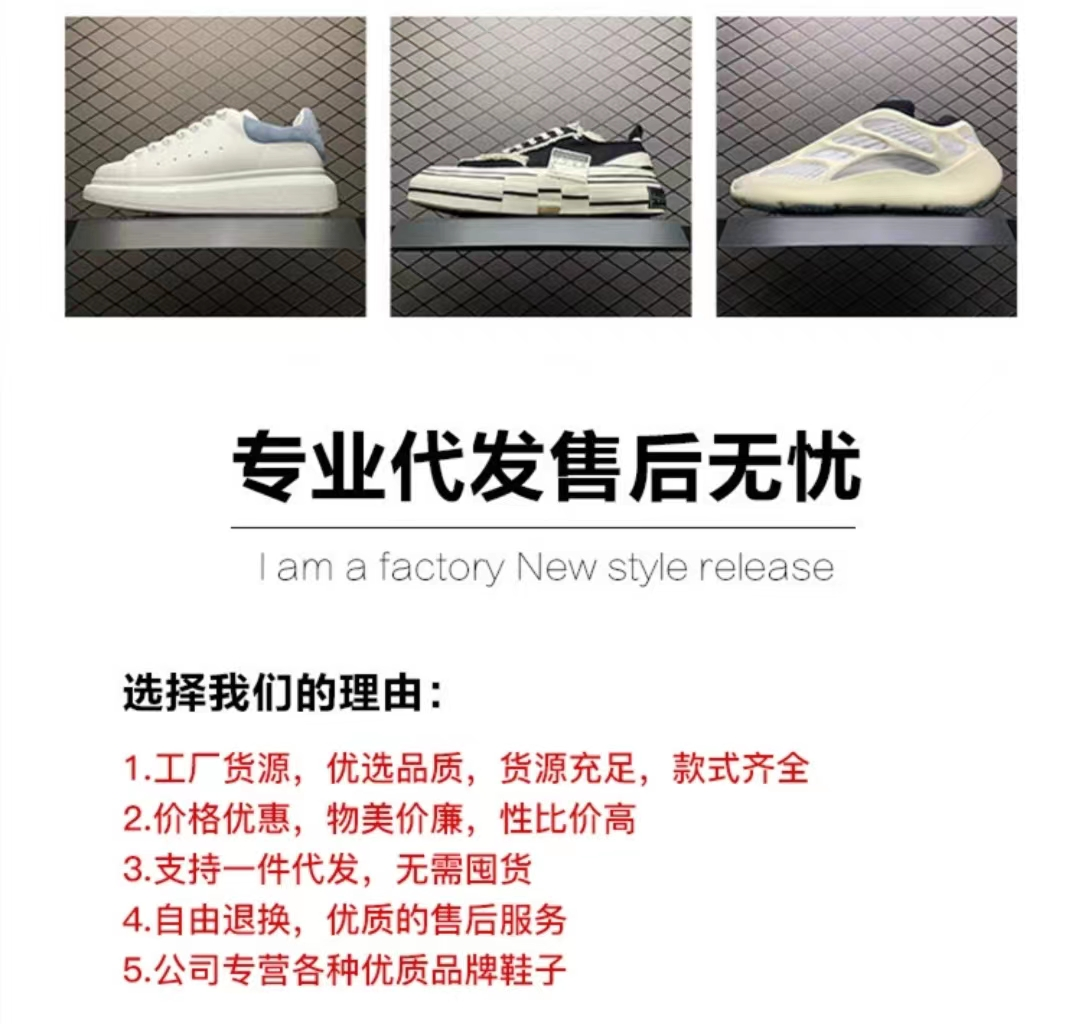 专业代发售后无忧
I am a factory New style release
选择我们的理由：
1.工厂货源，优选品质，货源充足，款式齐全
2.价格优惠，物美价廉，性比价高
3.支持一件代发，无需囤货
4.自由退换，优质的售后服务
5.公司专营各种优质品牌鞋子